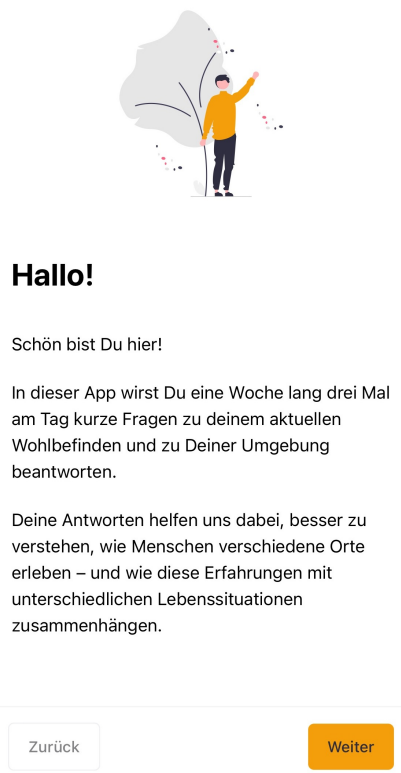 Hallo!
Schön bist Du hier!
In dieser App wirst Du eine Woche lang drei Mal
am Tag kurze Fragen zu deinem aktuellen
Wohlbefinden und zu Deiner Umgebung
beantworten.
Deine Antworten helfen uns dabei, besser zu
verstehen, wie Menschen verschiedene Orte
erleben – und wie diese Erfahrungen mit
unterschiedlichen Lebenssituationen
zusammenhängen.
Zurück
Weiter